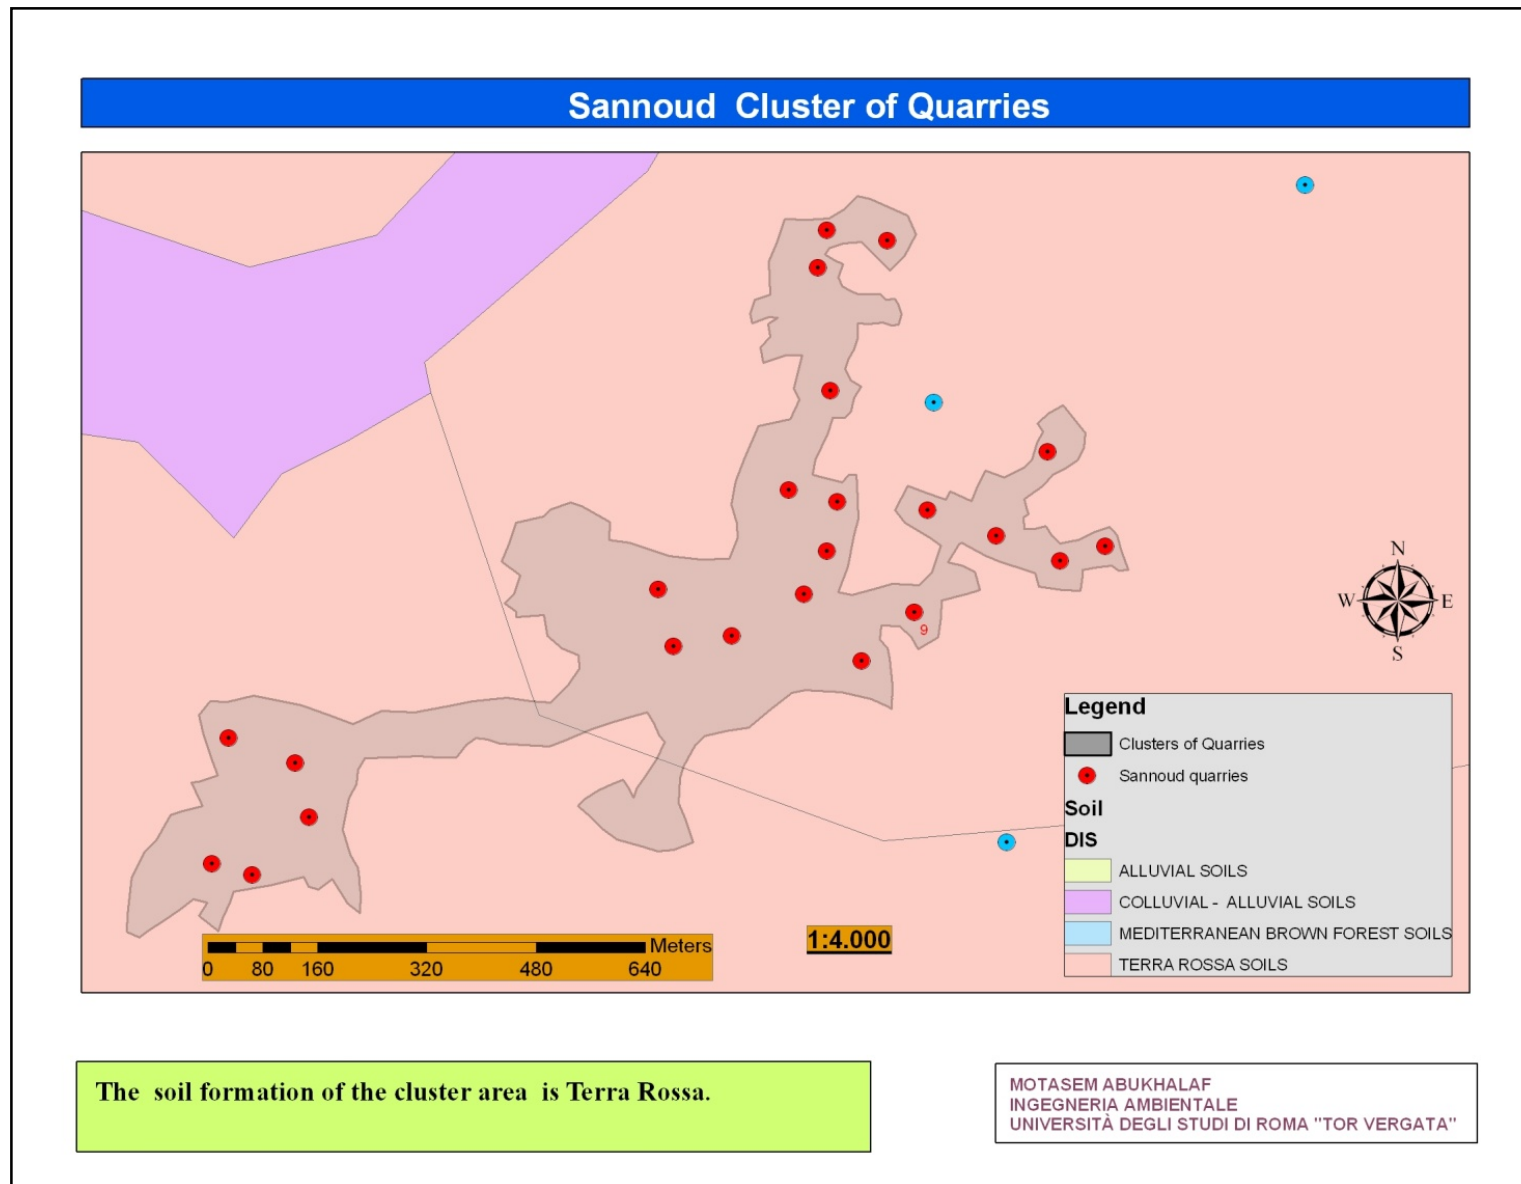 Sannoud  Cluster of Quarries
9
N
W E
S
Legend
Clusters of Quarries
Sannoud quarries
Soil
DIS
ALLUVIAL SOILS
COLLUVIAL -  ALLUVIAL SOILS
MEDITERRANEAN BROWN FOREST SOILS
TERRA ROSSA SOILS
Meters
0 80 160 320 480 640
1:4.000
The  soil formation of the cluster area  is Terra Rossa.
MOTASEM ABUKHALAF
INGEGNERIA AMBIENTALE
UNIVERSITÀ DEGLI STUDI DI ROMA "TOR VERGATA"